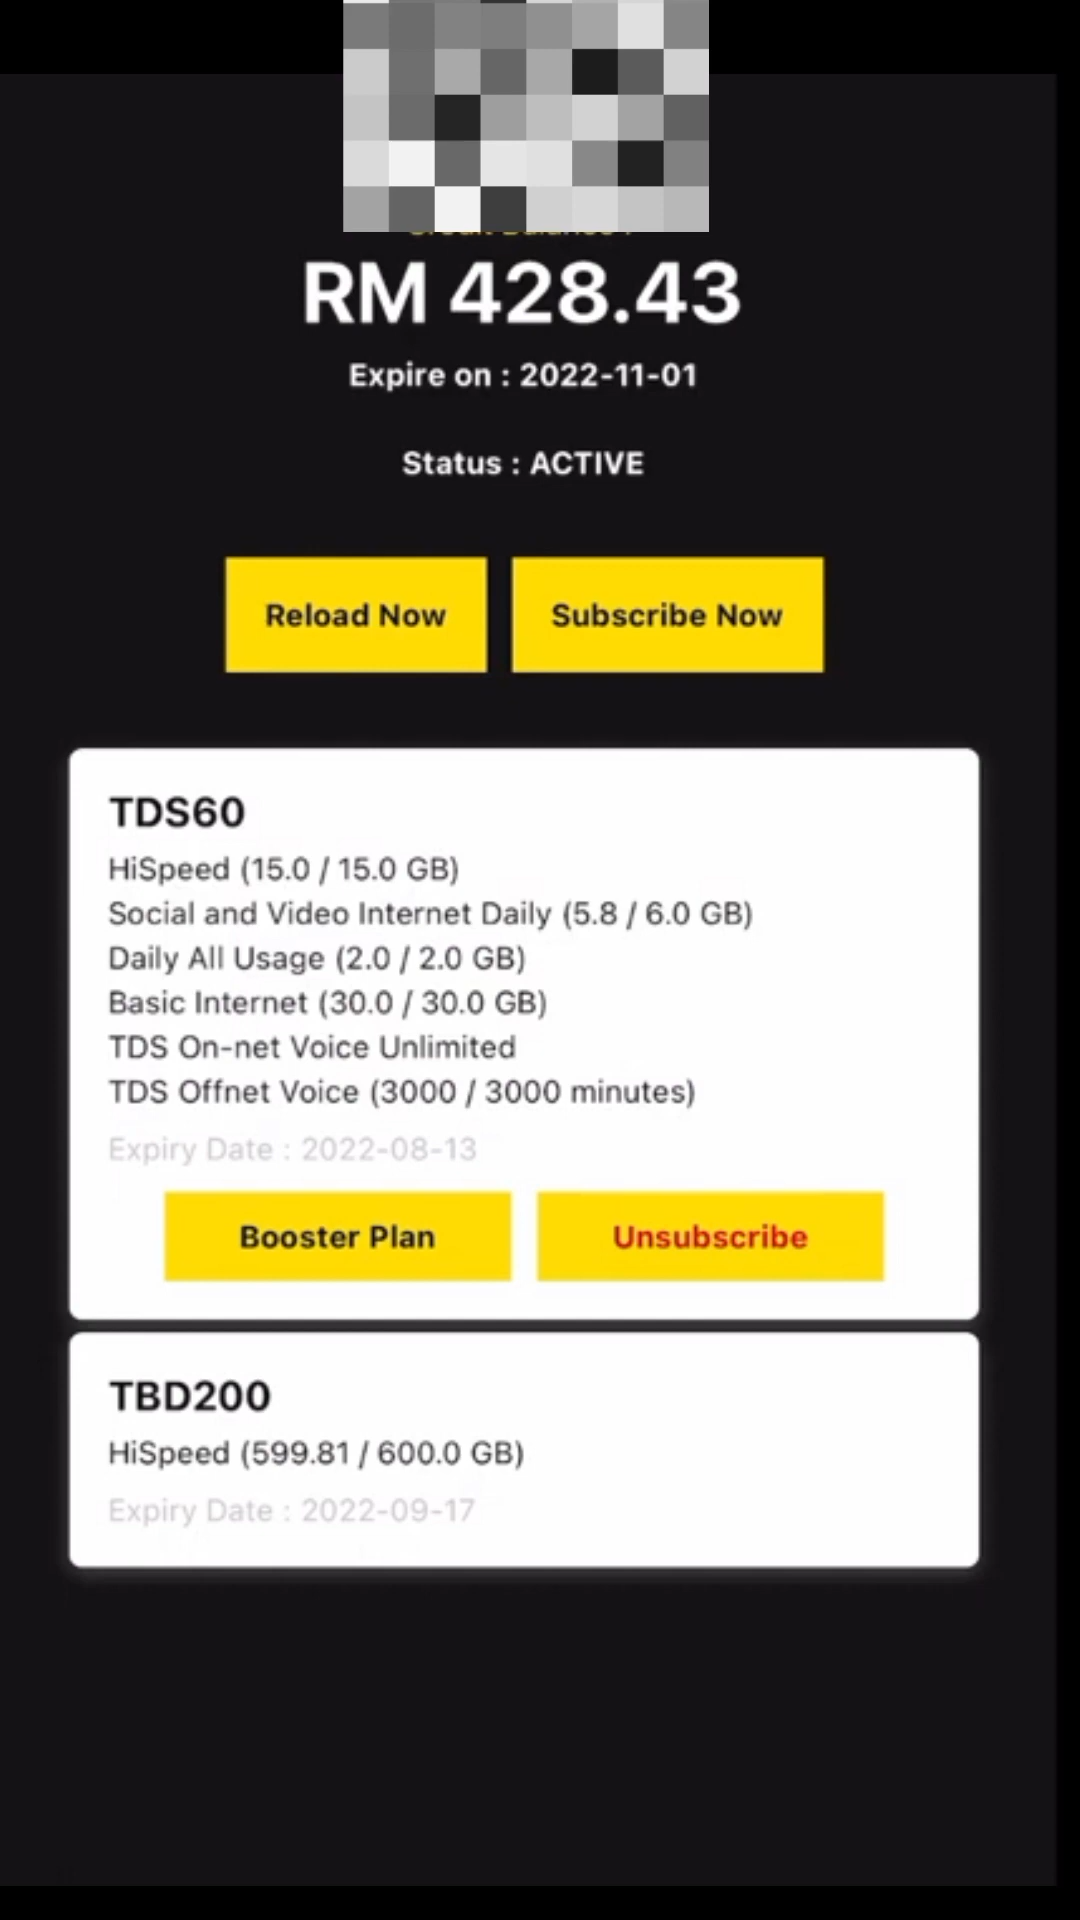 RM 428.43
Expire on : 2022-11-01
Status : ACTIVE
Reload Now
Subscribe Now
TDS60
HiSpeed (15.0 / 15.0 GB)
Social and Video Internet Daily (5.8 / 6.0 GB)
Daily All Usage (2.0 / 2.0 GB)
Basic Internet (30.0 / 30.0 GB)
TDS On-net Voice Unlimited
TDS Offnet Voice (3000 / 3000 minutes)
Expiry Date : 2022-08-13
Booster Plan
Unsubscribe
TBD200
HiSpeed (599.81 / 600.0 GB)
Expiry Date : 2022-09-17